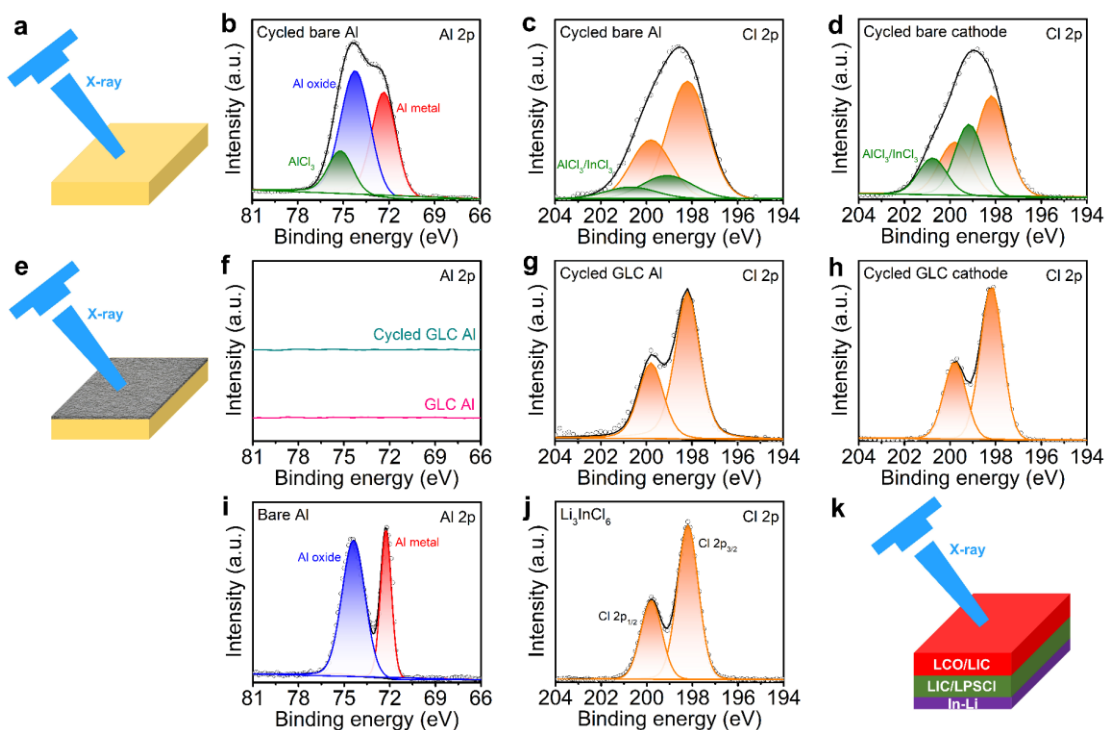 a
X-ray
b
Cycled bare Al
Al 2p
Al oxide
Al metal
AlCl₃
Intensity (a.u.)
81 78 75 72 69 66
Binding energy (eV)
c
Cycled bare Al
Cl 2p
AlCl₃/InCl₃
Intensity (a.u.)
204 202 200 198 196 194
Binding energy (eV)
d
Cycled bare cathode
Cl 2p
AlCl₃/InCl₃
Intensity (a.u.)
204 202 200 198 196 194
Binding energy (eV)
e
X-ray
f
Al 2p
Cycled GLC Al
GLC Al
Intensity (a.u.)
81 78 75 72 69 66
Binding energy (eV)
g
Cycled GLC Al
Cl 2p
Intensity (a.u.)
204 202 200 198 196 194
Binding energy (eV)
h
Cycled GLC cathode
Cl 2p
Intensity (a.u.)
204 202 200 198 196 194
Binding energy (eV)
i
Bare Al
Al 2p
Al oxide
Al metal
Intensity (a.u.)
81 78 75 72 69 66
Binding energy (eV)
j
Li₃InCl₆
Cl 2p
Cl 2p₃/₂
Cl 2p₁/₂
Intensity (a.u.)
204 202 200 198 196 194
Binding energy (eV)
k
X-ray
LCO/LIC
LIC/LPSCl
In-Li